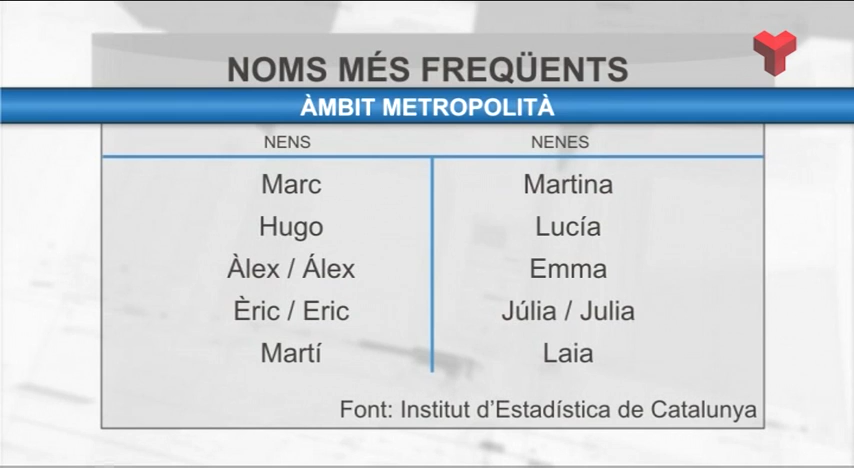 NOMS MÉS FREQÜENTS
ÀMBIT METROPOLITÀ
NENS NENES
Marc Martina
Hugo Lucía
Àlex / Álex Emma
Èric / Eric Júlia / Julia
Martí Laia
Font: Institut d’Estadística de Catalunya